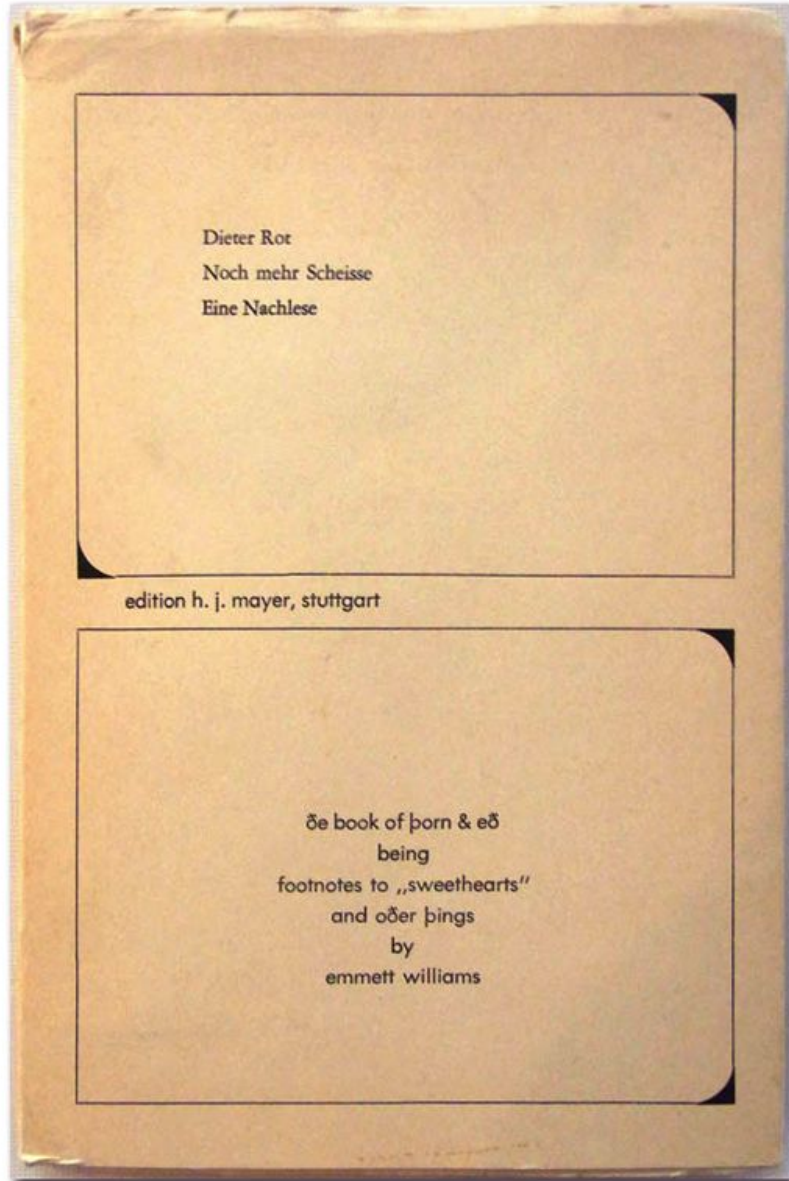 Dieter Rot
Noch mehr Scheisse
Eine Nachlese
edition h. j. mayer, stuttgart
ðe book of þorn & eð
being
footnotes to „sweethearts"
and oðer þings
by
emmett williams